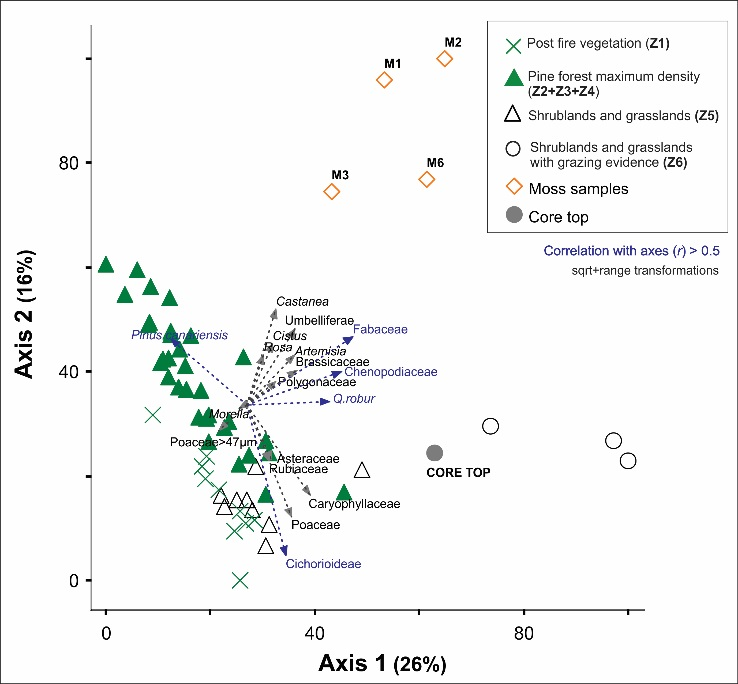 M2
M1
M6
M3
Post fire vegetation (Z1)
Pine forest maximum density
(Z2+Z3+Z4)
Shrublands and grasslands (Z5)
Shrublands and grasslands
with grazing evidence (Z6)
Moss samples
Core top
Correlation with axes (r) > 0.5
sqrt+range transformations
80
40
0
Axis 2 (16%)
Castanea
Umbelliferae
Fabaceae
Pinus canariensis
Cistus
Rosa
Artemisia
Brassicaceae
Chenopodiaceae
Polygonaceae
Q.robur
Morella
Poaceae>47µm
Asteraceae
Rubiaceae
CORE TOP
Caryophyllaceae
Poaceae
Cichorioideae
0
40
80
Axis 1 (26%)